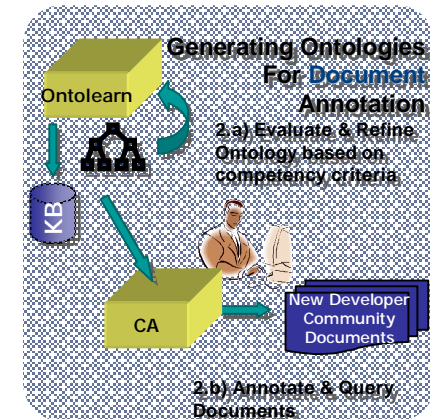 Generating Ontologies
For Document
Annotation
Ontolearn
2.a) Evaluate & Refine
Ontology based on
competency criteria
KB
CA
New Developer
Community
Documents
2.b) Annotate & Query
Documents